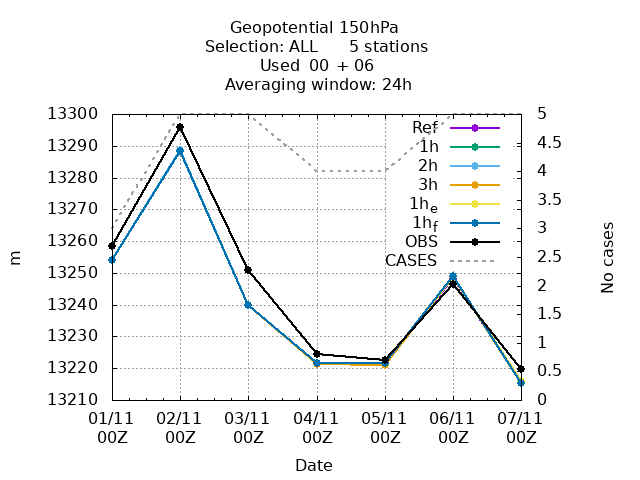 Geopotential 150hPa
Selection: ALL 5 stations
Used 00 + 06
Averaging window: 24h
13300
13290
13280
13270
13260
13250
13240
13230
13220
13210
m
5
4.5
4
3.5
3
2.5
2
1.5
1
0.5
0
No cases
Ref
1h
2h
3h
1he
1hf
OBS
CASES
01/11 02/11 03/11 04/11 05/11 06/11 07/11
00Z 00Z 00Z 00Z 00Z 00Z 00Z
Date